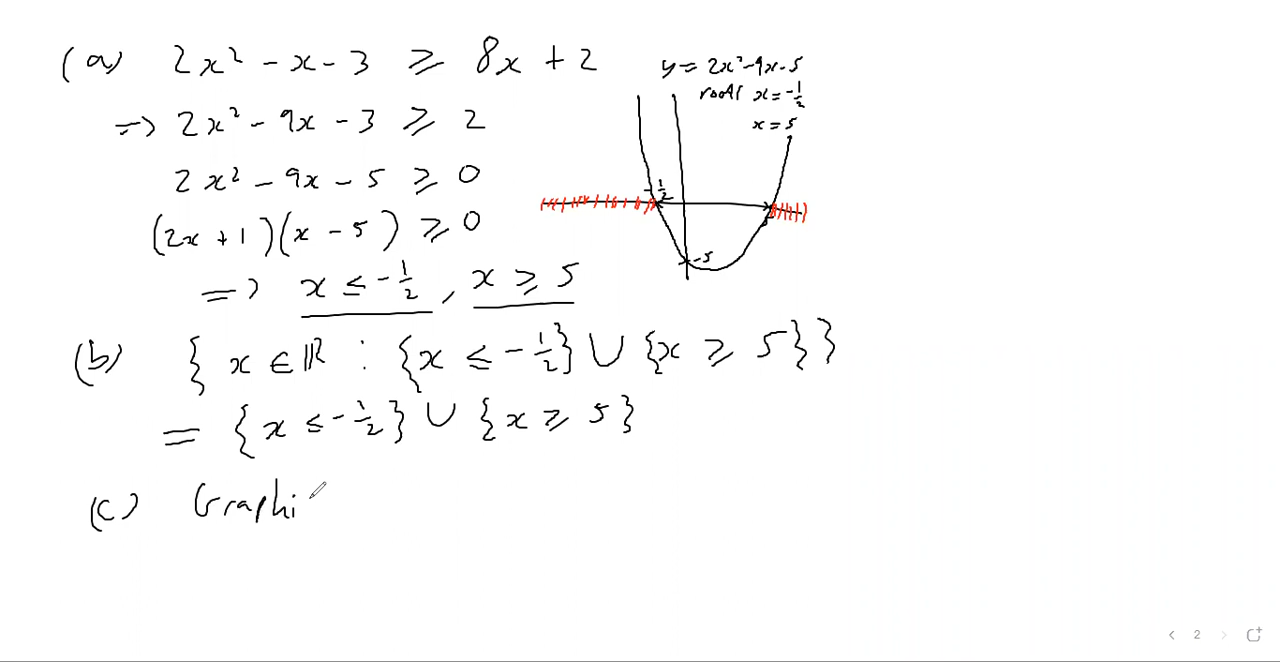 (a) 2x² - x - 3 ≥ 8x + 2
=> 2x² - 9x - 3 ≥ 2
2x² - 9x - 5 ≥ 0
(2x + 1)(x - 5) ≥ 0
=> x ≤ -1/2, x ≥ 5
y = 2x² - 9x - 5
roots x = -1/2
x = 5
-1/2
5
-5
(b) { x ∈ ℝ : {x ≤ -1/2} ∪ {x ≥ 5} }
= {x ≤ -1/2} ∪ {x ≥ 5}
(c) Graphi
< 2 >